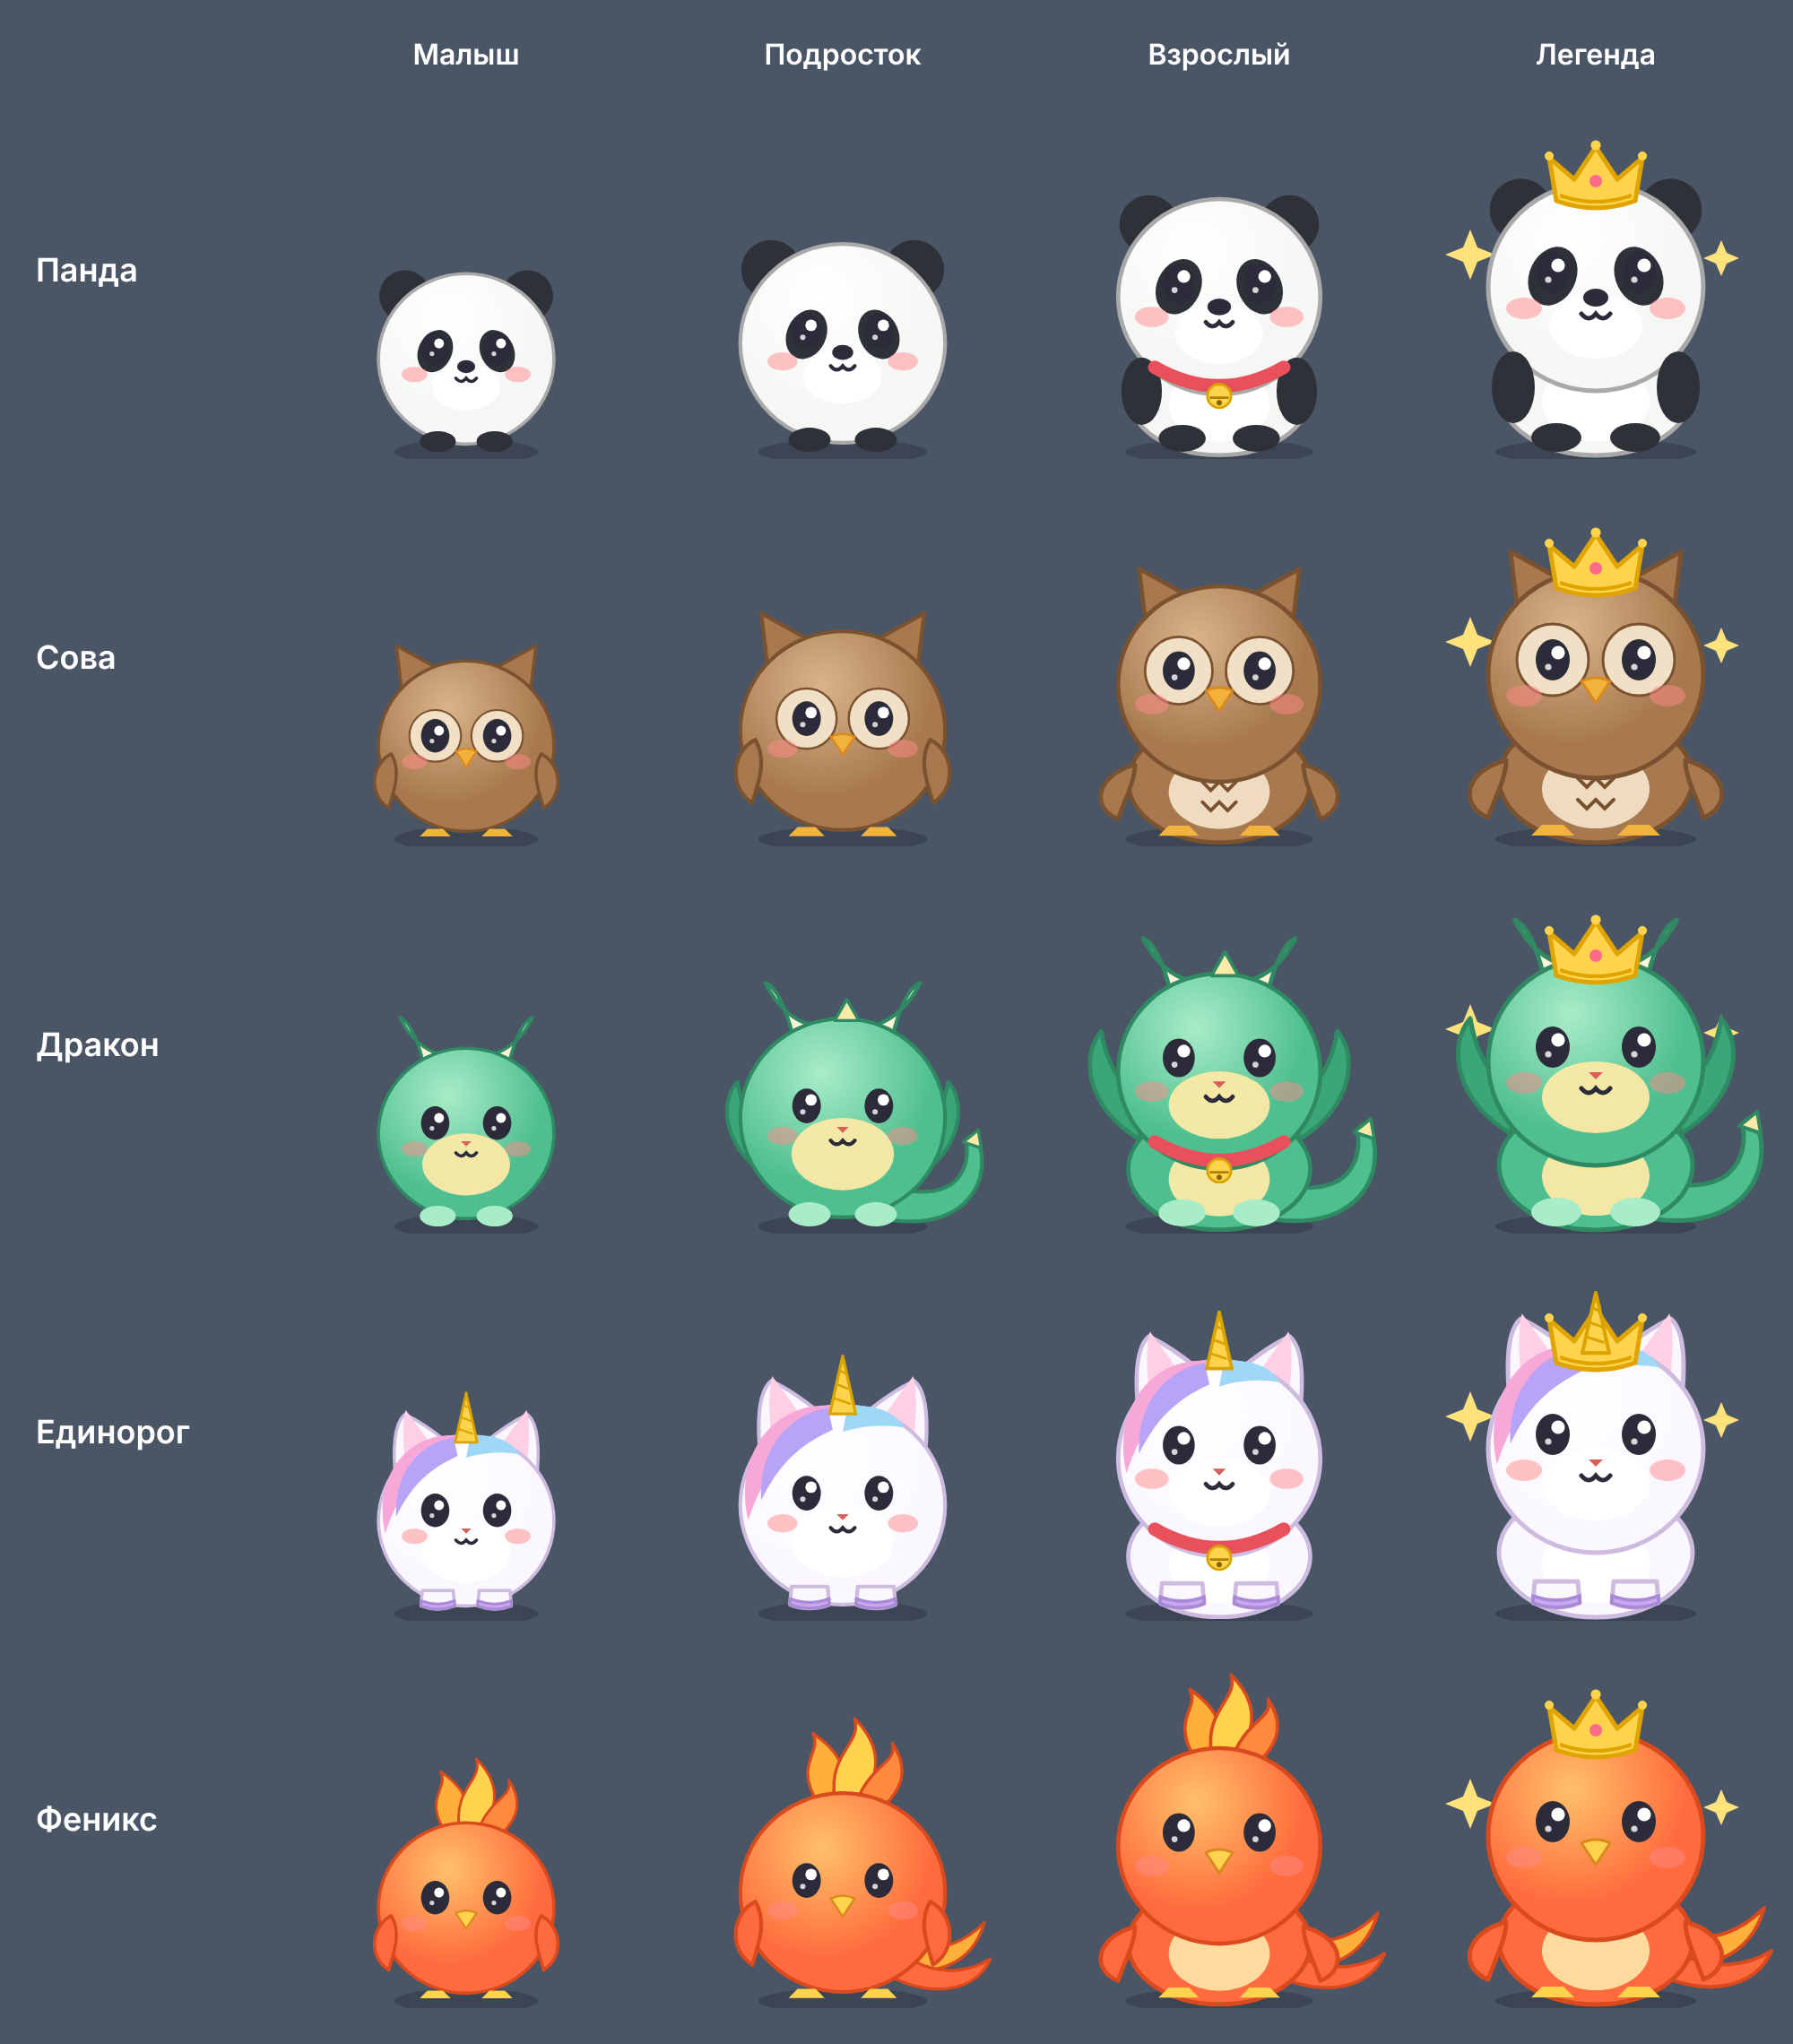 Малыш Подросток Взрослый Легенда
Панда
Сова
Дракон
Единорог
Феникс